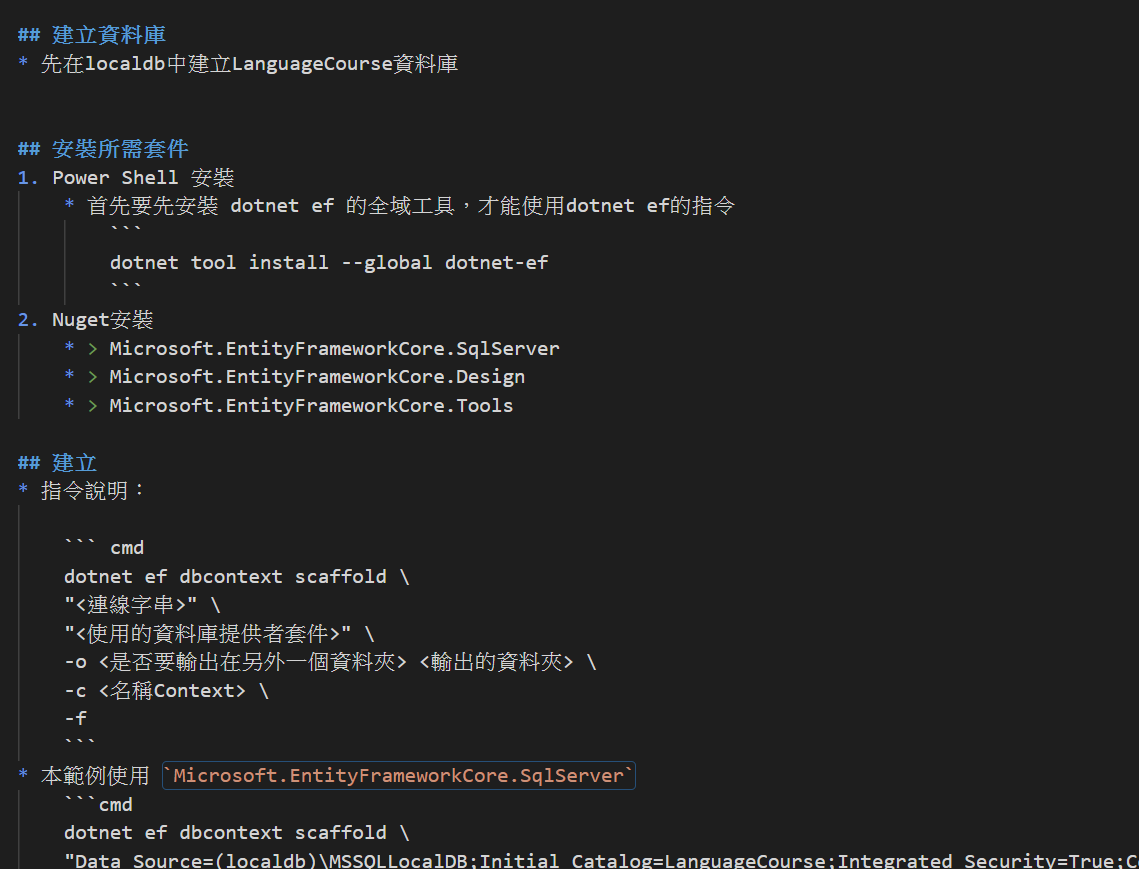 ## 建立資料庫
* 先在localdb中建立LanguageCourse資料庫
## 安裝所需套件
1. Power Shell 安裝
* 首先要先安裝 dotnet ef 的全域工具，才能使用dotnet ef的指令
```
dotnet tool install --global dotnet-ef
```
2. Nuget安裝
* > Microsoft.EntityFrameworkCore.SqlServer
* > Microsoft.EntityFrameworkCore.Design
* > Microsoft.EntityFrameworkCore.Tools
## 建立
* 指令說明：
``` cmd
dotnet ef dbcontext scaffold \
"<連線字串>" \
"<使用的資料庫提供者套件>" \
-o <是否要輸出在另外一個資料夾> <輸出的資料夾> \
-c <名稱Context> \
-f
```
* 本範例使用 `Microsoft.EntityFrameworkCore.SqlServer`
```cmd
dotnet ef dbcontext scaffold \
"Data Source=(localdb)\MSSQLLocalDB;Initial Catalog=LanguageCourse;Integrated Security=True;